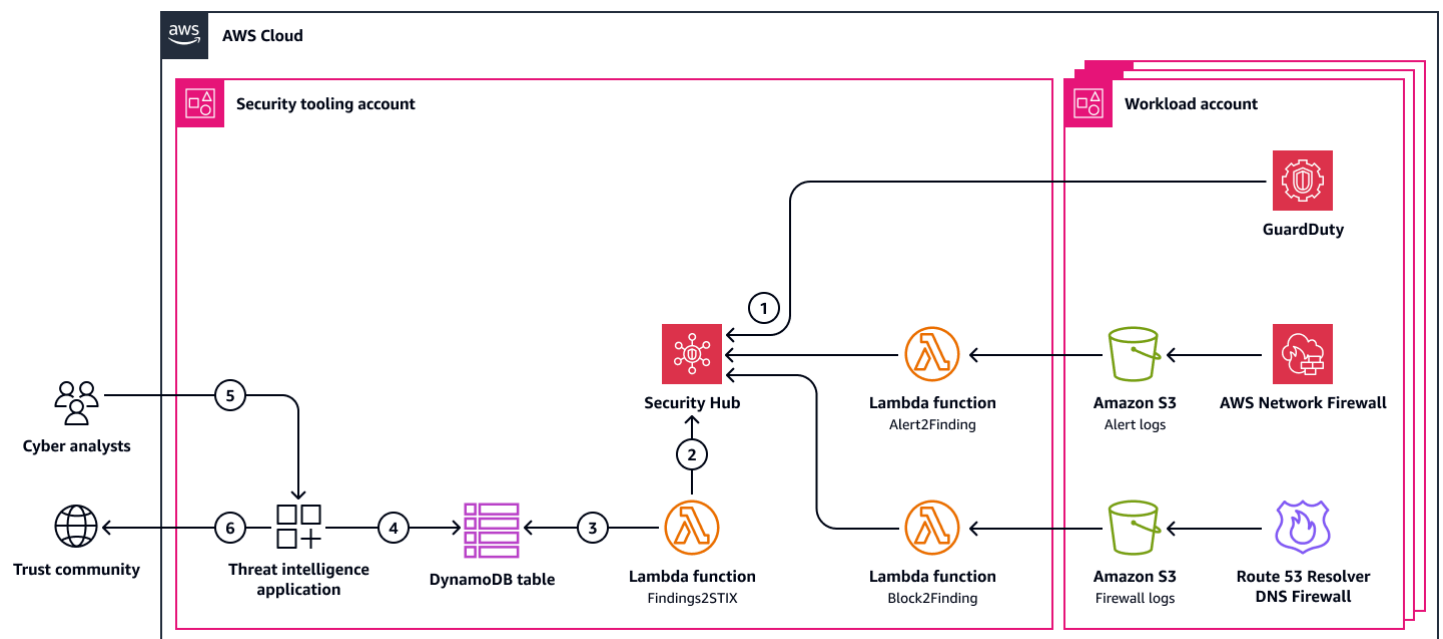 aws
AWS Cloud
Security tooling account
Workload account
GuardDuty
1
Security Hub
Lambda function
Alert2Finding
Amazon S3
Alert logs
AWS Network Firewall
5
Cyber analysts
2
6
4
3
Trust community
Threat intelligence
application
DynamoDB table
Lambda function
Findings2STIX
Lambda function
Block2Finding
Amazon S3
Firewall logs
Route 53 Resolver
DNS Firewall